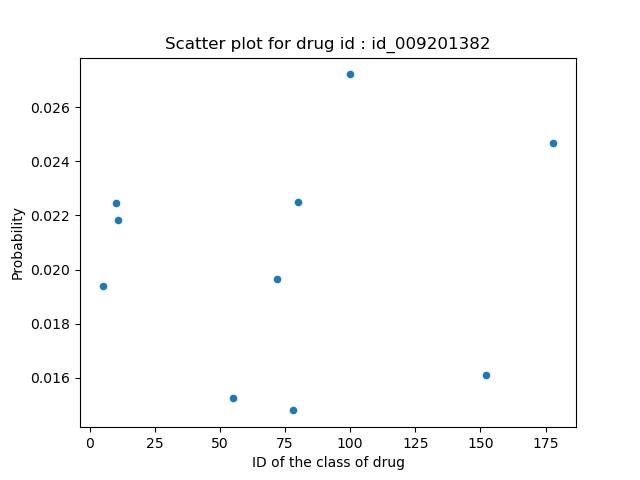 Scatter plot for drug id : id_009201382
0.026
0.024
0.022
0.020
0.018
0.016
Probability
0 25 50 75 100 125 150 175
ID of the class of drug